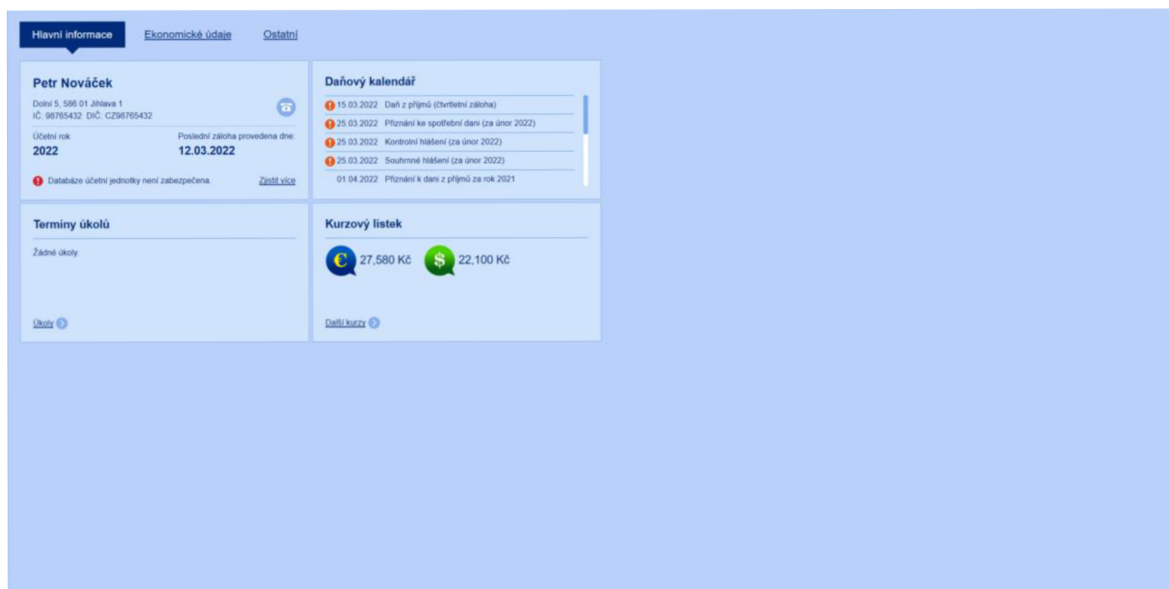 Hlavní informace
Ekonomické údaje
Ostatní
Petr Nováček
Dolní 5, 586 01 Jihlava 1
IČ: 98765432 DIČ: CZ98765432
Účetní rok
Poslední záloha provedena dne:
2022
12.03.2022
Databáze účetní jednotky není zabezpečena.
Zjistit více
Daňový kalendář
15.03.2022 Daň z příjmů (čtvrtletní záloha)
25.03.2022 Přiznání ke spotřební dani (za únor 2022)
25.03.2022 Kontrolní hlášení (za únor 2022)
25.03.2022 Souhrnné hlášení (za únor 2022)
01.04.2022 Přiznání k dani z příjmů za rok 2021
Termíny úkolů
Žádné úkoly.
Úkoly
Kurzový lístek
€ 27,580 Kč $ 22,100 Kč
Další kurzy